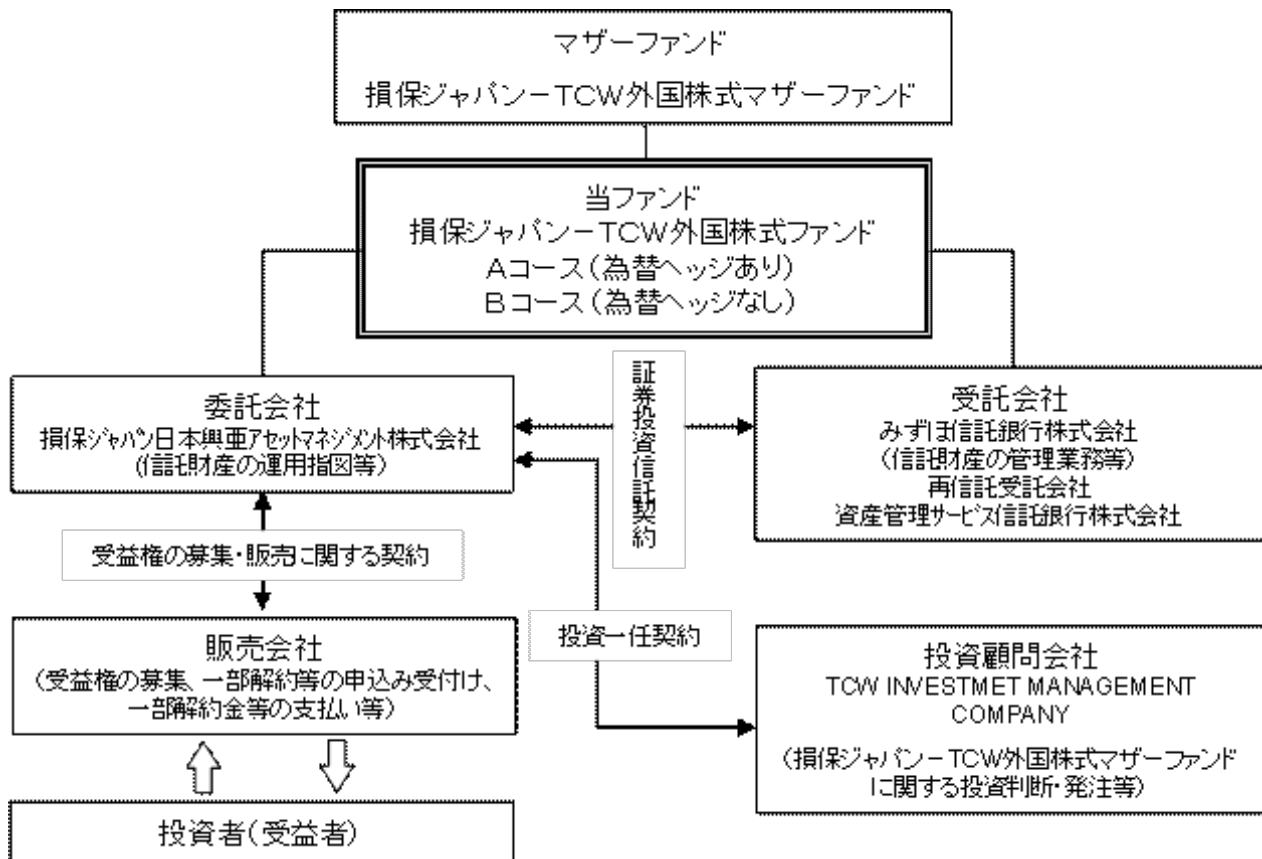 マザーファンド
損保ジャパン－TCW外国株式マザーファンド
当ファンド
損保ジャパン－TCW外国株式ファンド
Aコース（為替ヘッジあり）
Bコース（為替ヘッジなし）
委託会社
損保ジャパン日本興亜アセットマネジメント株式会社
（信託財産の運用指図等）
証券投資信託契約
受託会社
みずほ信託銀行株式会社
（信託財産の管理業務等）
再信託受託会社
資産管理サービス信託銀行株式会社
受益権の募集・販売に関する契約
投資一任契約
販売会社
（受益権の募集、一部解約等の申込み受付け、
一部解約金等の支払い等）
投資顧問会社
TCW INVESTMET MANAGEMENT
COMPANY
（損保ジャパン－TCW外国株式マザーファンド
に関する投資判断・発注等）
投資者（受益者）